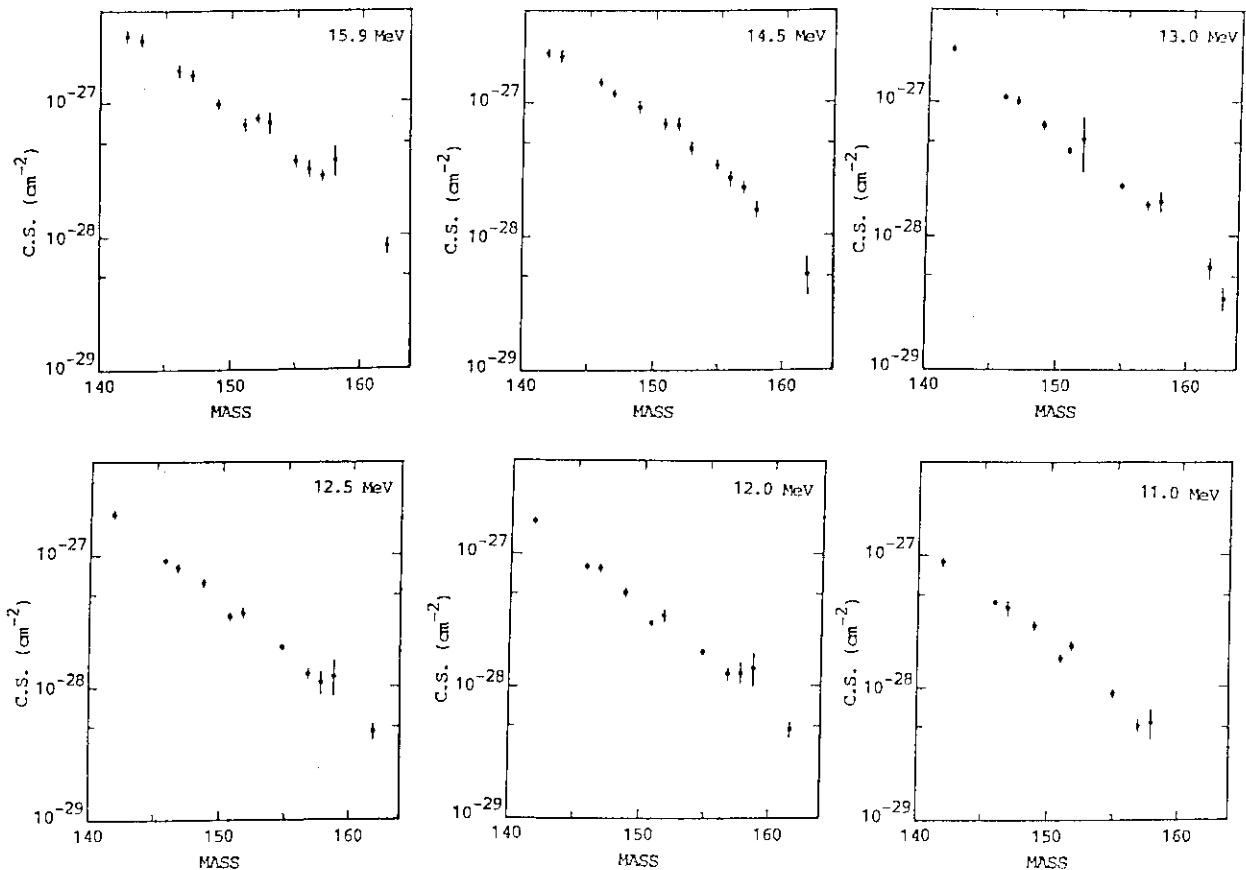 15.9 MeV
10-27
C.S. (cm-2)
10-28
10-29
140 150 160
MASS
14.5 MeV
10-27
C.S. (cm-2)
10-28
10-29
140 150 160
MASS
13.0 MeV
10-27
C.S. (cm-2)
10-28
10-29
140 150 160
MASS
12.5 MeV
10-27
C.S. (cm-2)
10-28
10-29
140 150 160
MASS
12.0 MeV
10-27
C.S. (cm-2)
10-28
10-29
140 150 160
MASS
11.0 MeV
10-27
C.S. (cm-2)
10-28
10-29
140 150 160
MASS